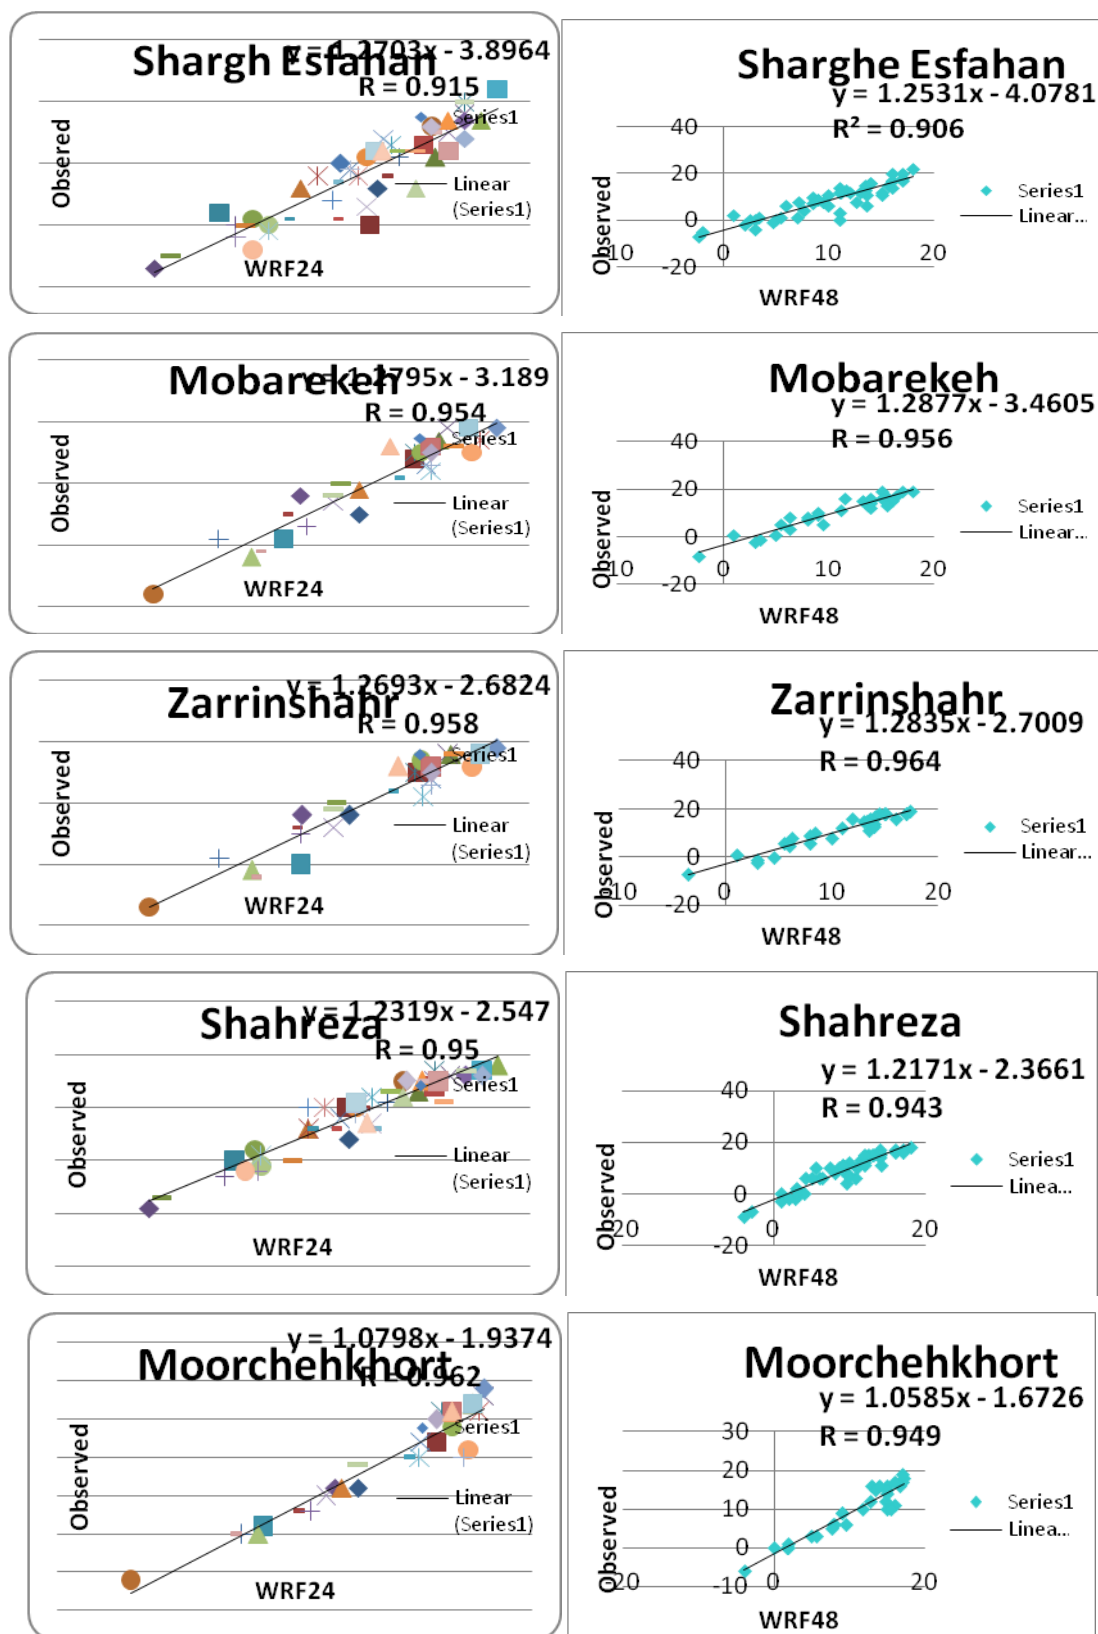 Shargh Esfahan
y = 1.2703x - 3.8964
R = 0.915
Obsered
Series1
Linear
(Series1)
WRF24
Sharghe Esfahan
y = 1.2531x - 4.0781
R² = 0.906
40
20
0
-20
10
0
10
20
Observed
Series1
Linear...
WRF48
Mobarekeh
y = 1.2795x - 3.189
R = 0.954
Observed
Series1
Linear
(Series1)
WRF24
Mobarekeh
y = 1.2877x - 3.4605
R = 0.956
40
20
0
-20
10
0
10
20
Observed
Series1
Linear...
WRF48
Zarrinshahr
y = 1.2693x - 2.6824
R = 0.958
Observed
Series1
Linear
(Series1)
WRF24
Zarrinshahr
y = 1.2835x - 2.7009
R = 0.964
40
20
0
-20
10
0
10
20
Observed
Series1
Linear...
WRF48
Shahreza
y = 1.2319x - 2.547
R = 0.95
Observed
Series1
Linear
(Series1)
WRF24
Shahreza
y = 1.2171x - 2.3661
R = 0.943
40
20
0
-20
20
0
20
Observed
Series1
Linea...
WRF48
Moorchehkhort
y = 1.0798x - 1.9374
R = 0.962
Observed
Series1
Linear
(Series1)
WRF24
Moorchehkhort
y = 1.0585x - 1.6726
R = 0.949
30
20
10
0
-10
20
0
20
Observed
Series1
Linea...
WRF48